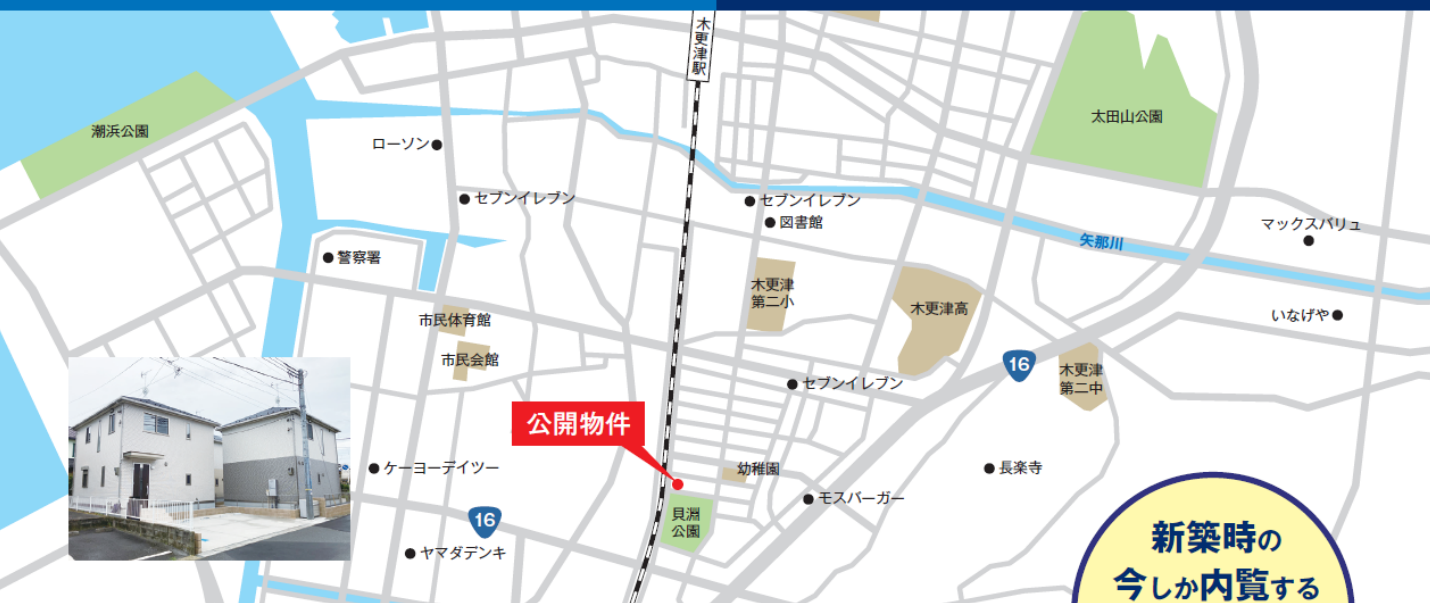 木更津駅
潮浜公園
太田山公園
ローソン
セブンイレブン
セブンイレブン
図書館
マックスバリュ
矢那川
警察署
木更津
第二小
木更津高
いなげや
市民体育館
市民会館
16
木更津
第二中
セブンイレブン
公開物件
ケーヨーデイツー
幼稚園
長楽寺
モスバーガー
16
貝淵
公園
ヤマダデンキ
新築時の
今しか内覧する